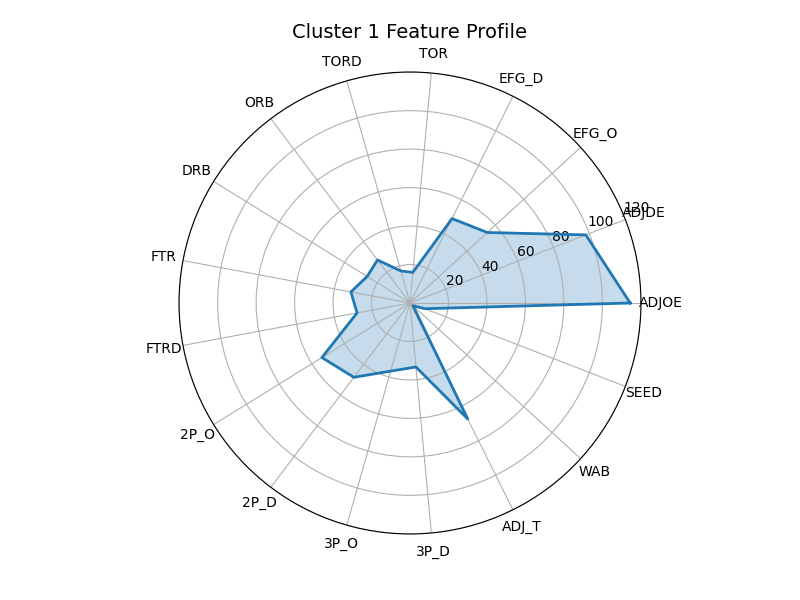 Cluster 1 Feature Profile
TOR
TORD
EFG_D
ORB
EFG_O
DRB
120
ADJDE
100
80
FTR
60
40
20
ADJOE
FTRD
SEED
2P_O
WAB
2P_D
ADJ_T
3P_O
3P_D